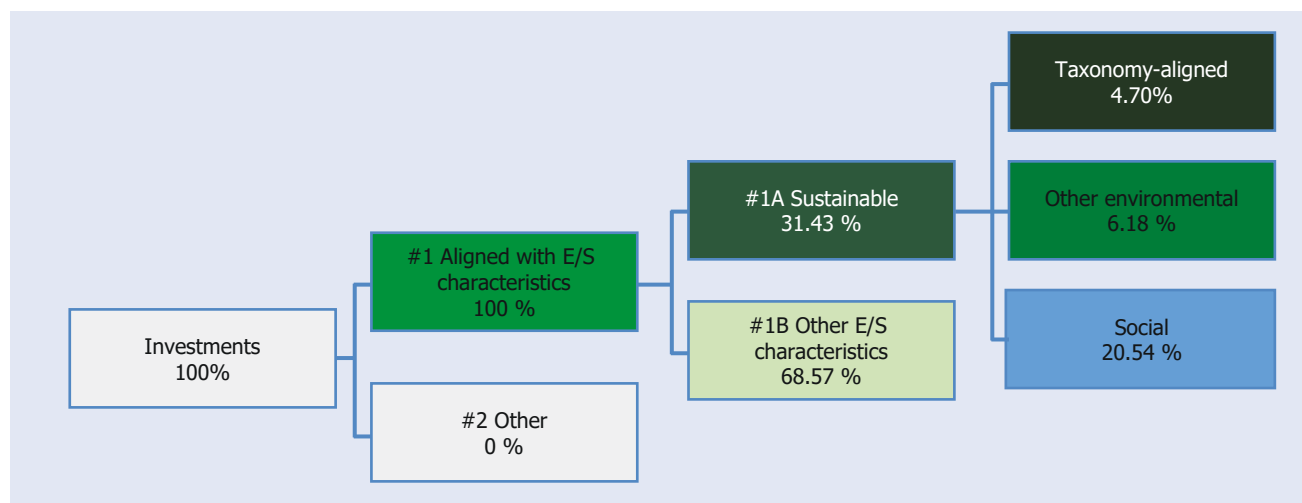 Investments
100%
#1 Aligned with E/S
characteristics
100 %
#2 Other
0 %
#1A Sustainable
31.43 %
#1B Other E/S
characteristics
68.57 %
Taxonomy-aligned
4.70%
Other environmental
6.18 %
Social
20.54 %